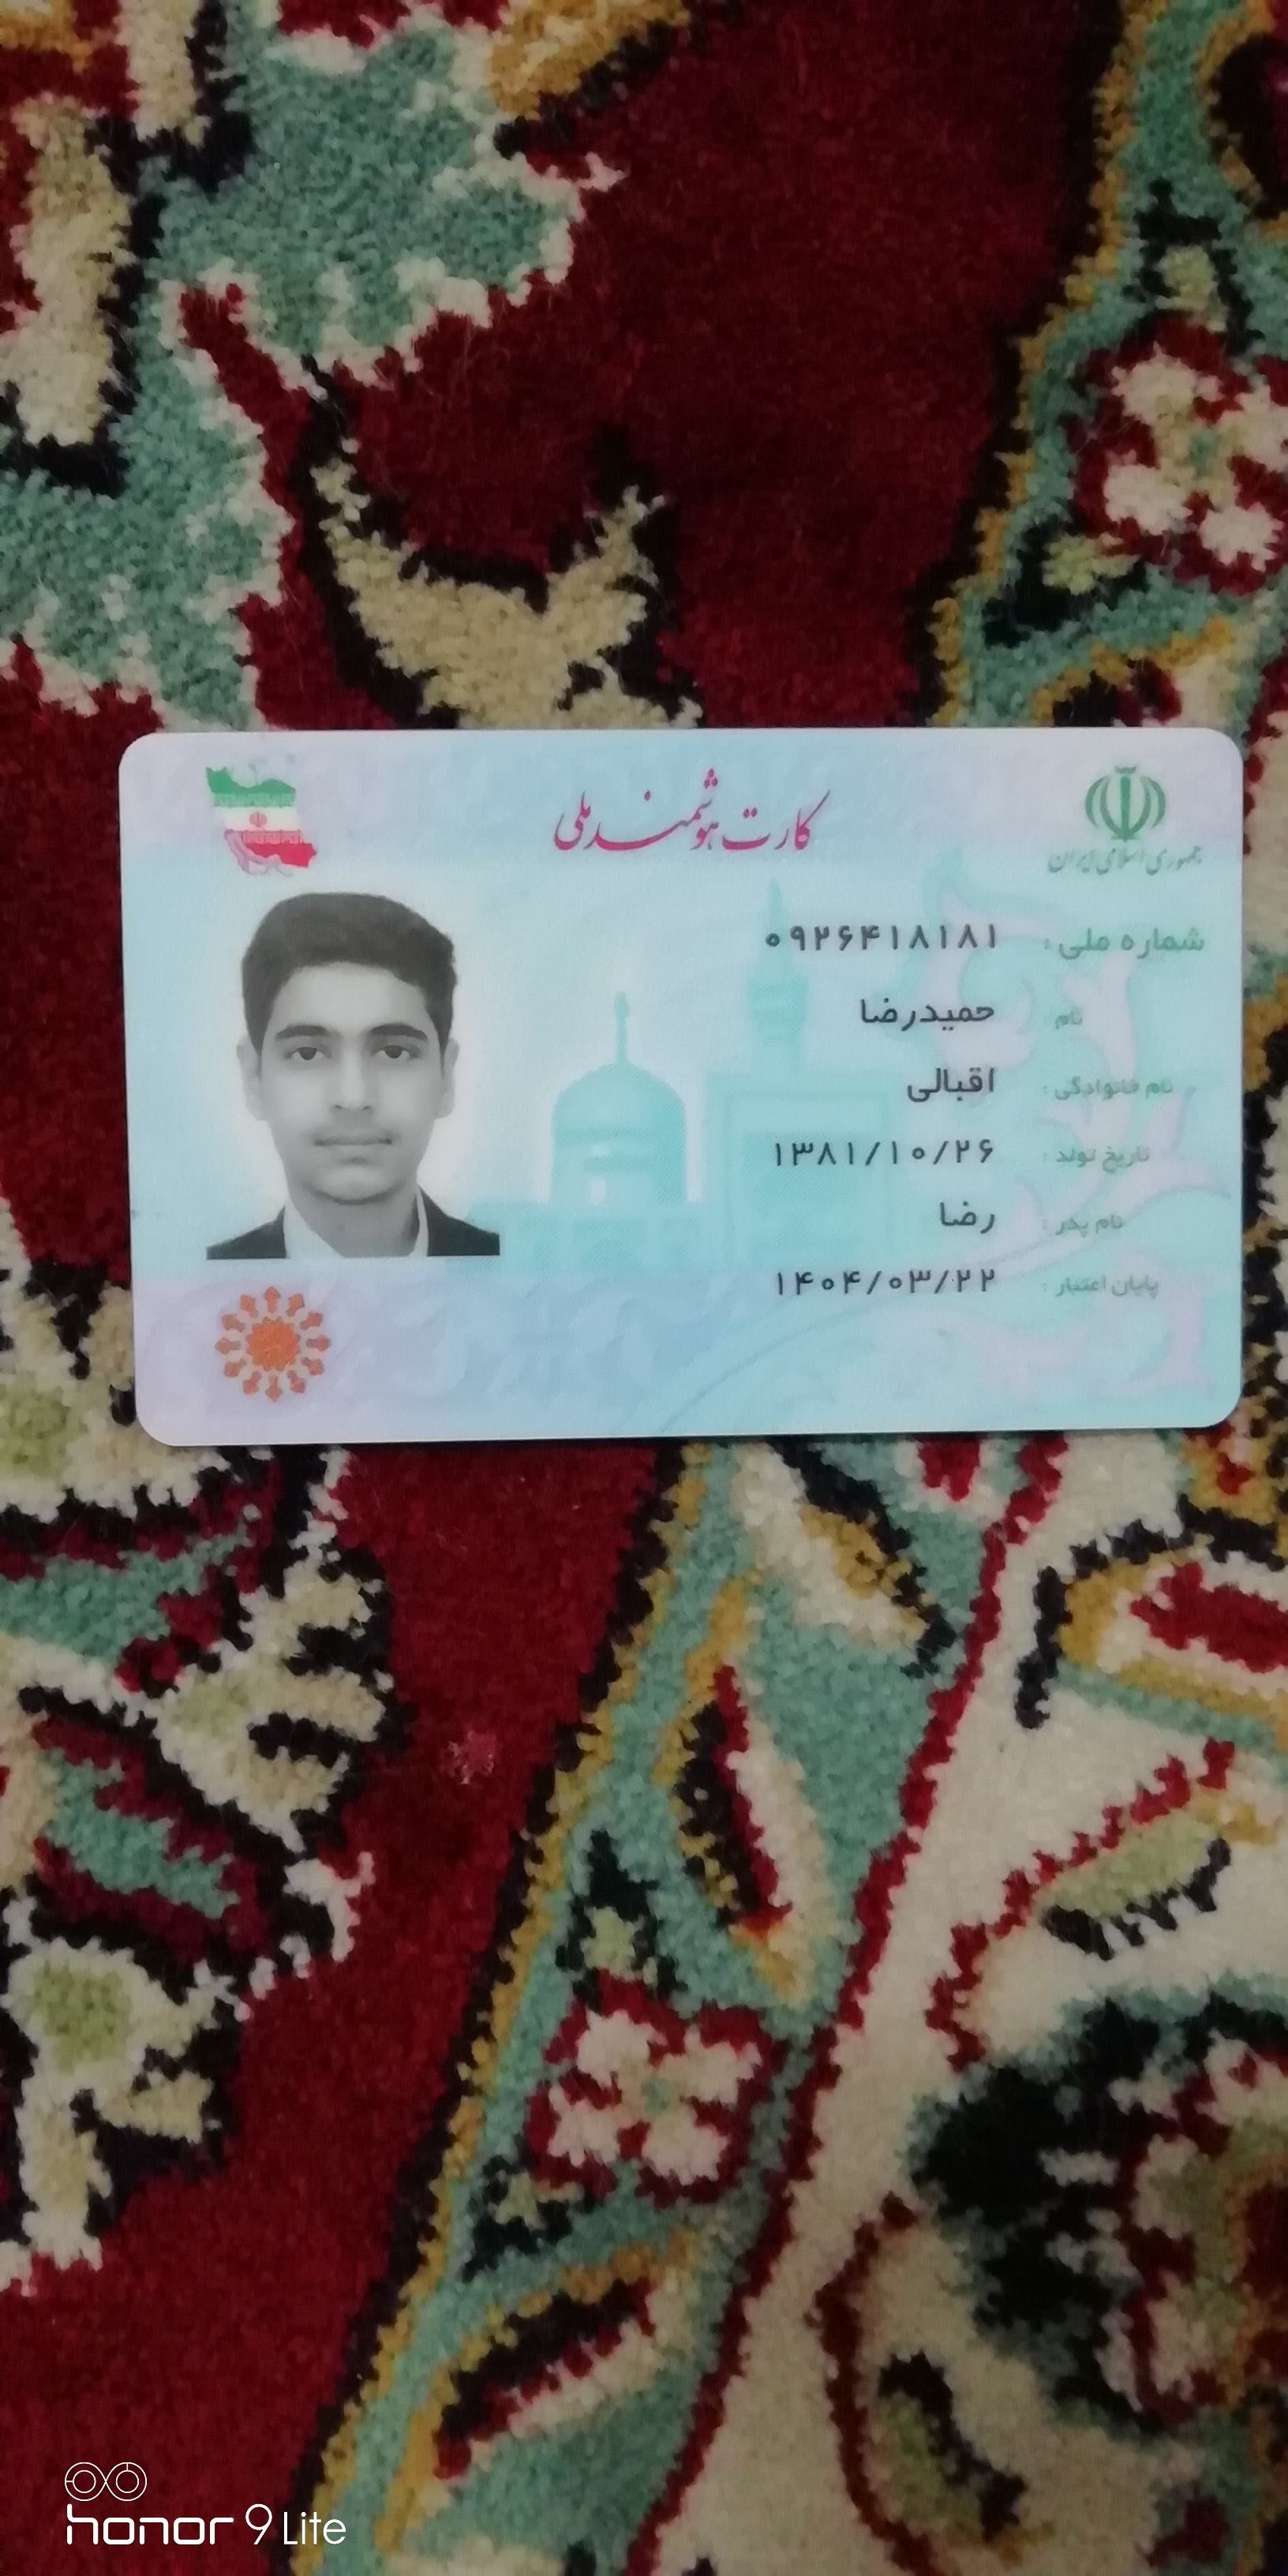 کارت هوشمند ملی
جمهوری اسلامی ایران
شماره ملی : ۰۹۲۶۴۱۸۱۸۱
نام : حمیدرضا
نام خانوادگی : اقبالی
تاریخ تولد : ۱۳۸۱/۱۰/۲۶
نام پدر : رضا
پایان اعتبار : ۱۴۰۴/۰۳/۲۲
honor 9 Lite